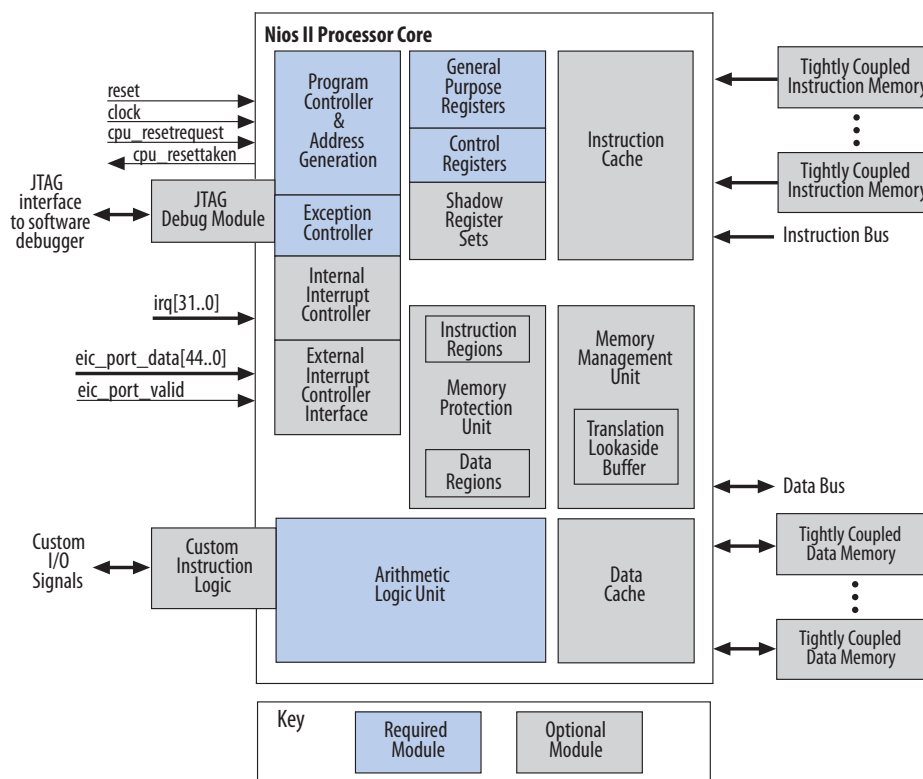 Nios II Processor Core
reset
clock
cpu_resetrequest
cpu_resettaken
JTAG
interface
to software
debugger
JTAG
Debug Module
irq[31..0]
eic_port_data[44..0]
eic_port_valid
Custom
I/O
Signals
Custom
Instruction
Logic
Program
Controller
&
Address
Generation
Exception
Controller
Internal
Interrupt
Controller
External
Interrupt
Controller
Interface
General
Purpose
Registers
Control
Registers
Shadow
Register
Sets
Instruction
Cache
Instruction
Regions
Memory
Protection
Unit
Data
Regions
Memory
Management
Unit
Translation
Lookaside
Buffer
Arithmetic
Logic Unit
Data
Cache
Tightly Coupled
Instruction Memory
Tightly Coupled
Instruction Memory
Instruction Bus
Data Bus
Tightly Coupled
Data Memory
Tightly Coupled
Data Memory
Key
Required
Module
Optional
Module